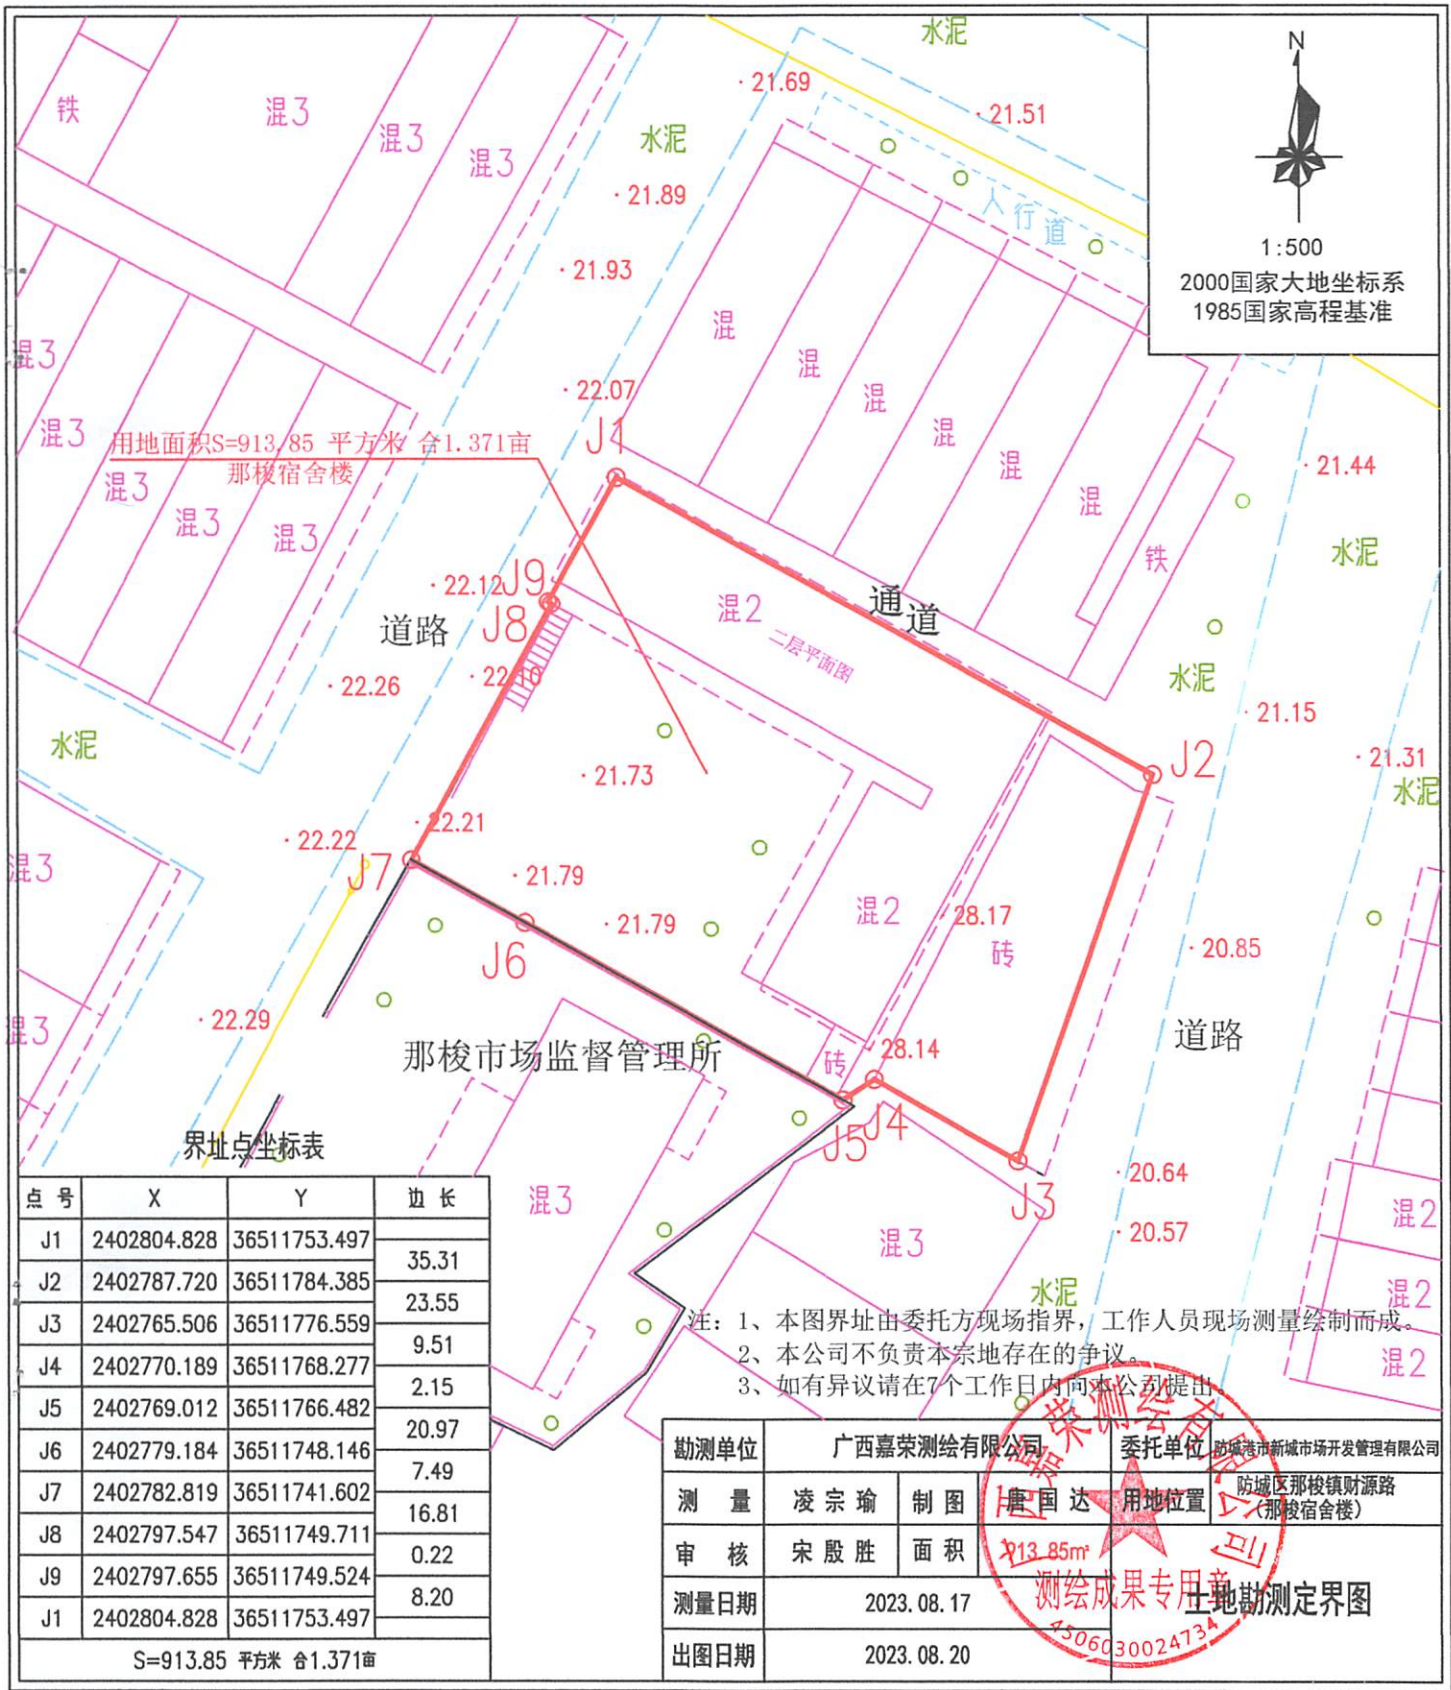 水泥
N
1:500
2000国家大地坐标系
1985国家高程基准
21.69
21.51
铁
混3
混3
混3
水泥
21.89
人行道
21.93
混
混
混
混
混
混
铁
混3
混3
混3
混3
混3
22.07
用地面积S=913.85 平方米 合1.371亩
那梭宿舍楼
J1
21.44
水泥
22.12
J9
J8
道路
混2
二层平面图
通道
水泥
22.26
22.10
21.15
21.31
水泥
水泥
21.73
J2
22.21
22.22
J7
混3
21.79
21.79
J6
混2
28.17
砖
20.85
道路
22.29
混3
那梭市场监督管理所
砖
28.14
J5
J4
J3
20.64
20.57
混3
混3
混2
混2
混2
水泥
界址点坐标表
点号 X Y 边长
J1 2402804.828 36511753.497
35.31
J2 2402787.720 36511784.385
23.55
J3 2402765.506 36511776.559
9.51
J4 2402770.189 36511768.277
2.15
J5 2402769.012 36511766.482
20.97
J6 2402779.184 36511748.146
7.49
J7 2402782.819 36511741.602
16.81
J8 2402797.547 36511749.711
0.22
J9 2402797.655 36511749.524
8.20
J1 2402804.828 36511753.497
S=913.85 平方米 合1.371亩
注：1、本图界址由委托方现场指界，工作人员现场测量绘制而成。
2、本公司不负责本宗地存在的争议。
3、如有异议请在7个工作日内向本公司提出。
勘测单位 广西嘉荣测绘有限公司 委托单位 防城港市新城市场开发管理有限公司
测量 凌宗瑜 制图 唐国达 用地位置 防城区那梭镇财源路
（那梭宿舍楼）
审核 宋殷胜 面积 913.85m²
测量日期 2023.08.17
土地勘测定界图
出图日期 2023.08.20
广西嘉荣测绘有限公司
测绘成果专用章
4506030024734